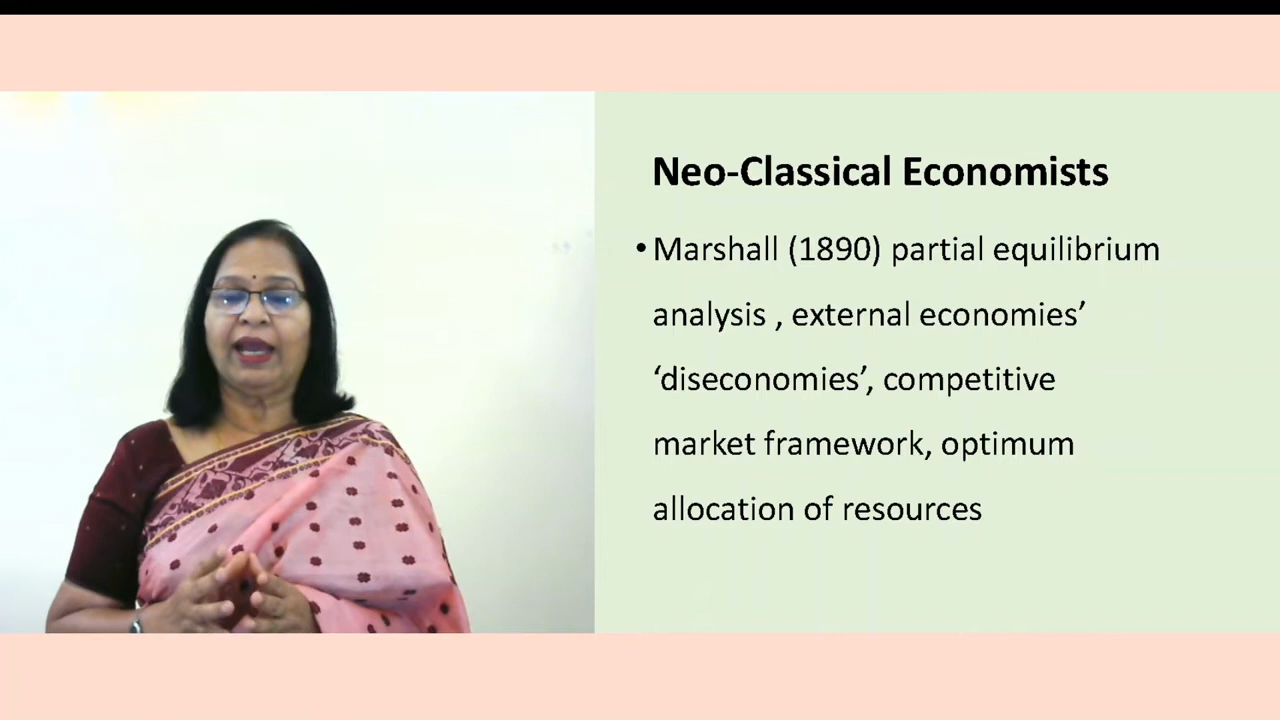 Neo-Classical Economists
• Marshall (1890) partial equilibrium
analysis , external economies’
‘diseconomies’, competitive
market framework, optimum
allocation of resources